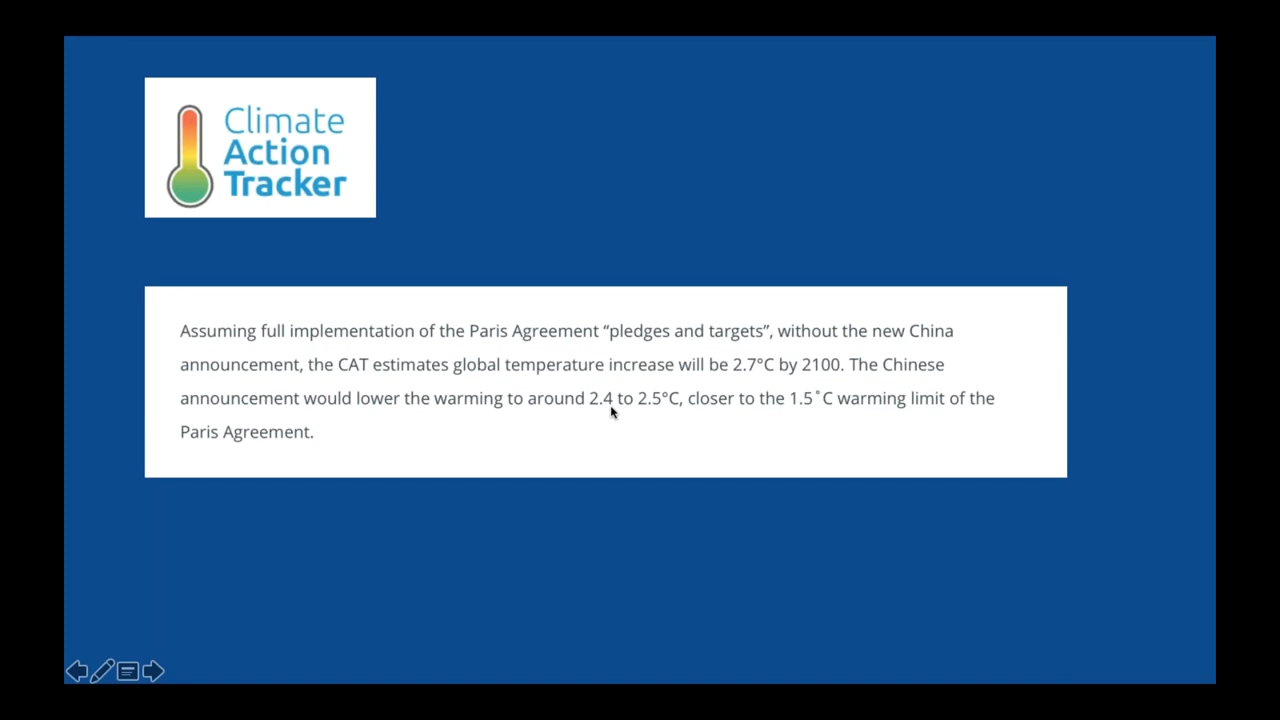 Climate
Action
Tracker
Assuming full implementation of the Paris Agreement “pledges and targets”, without the new China
announcement, the CAT estimates global temperature increase will be 2.7°C by 2100. The Chinese
announcement would lower the warming to around 2.4 to 2.5°C, closer to the 1.5˚C warming limit of the
Paris Agreement.